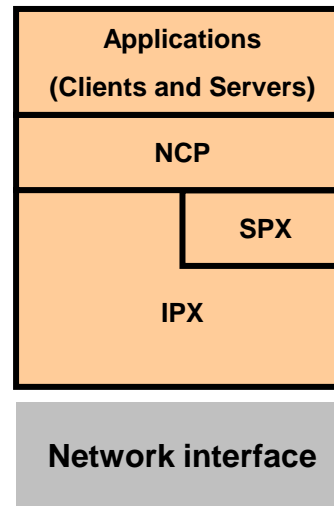 Applications
(Clients and Servers)
NCP
SPX
IPX
Network interface